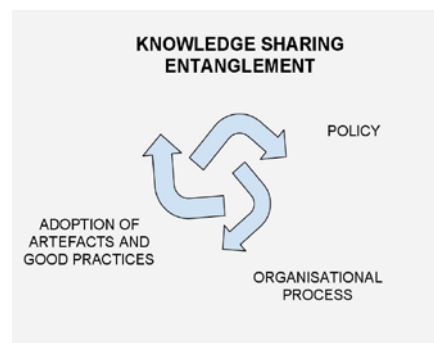 KNOWLEDGE SHARING
ENTANGLEMENT
POLICY
ADOPTION OF
ARTEFACTS AND
GOOD PRACTICES
ORGANISATIONAL
PROCESS